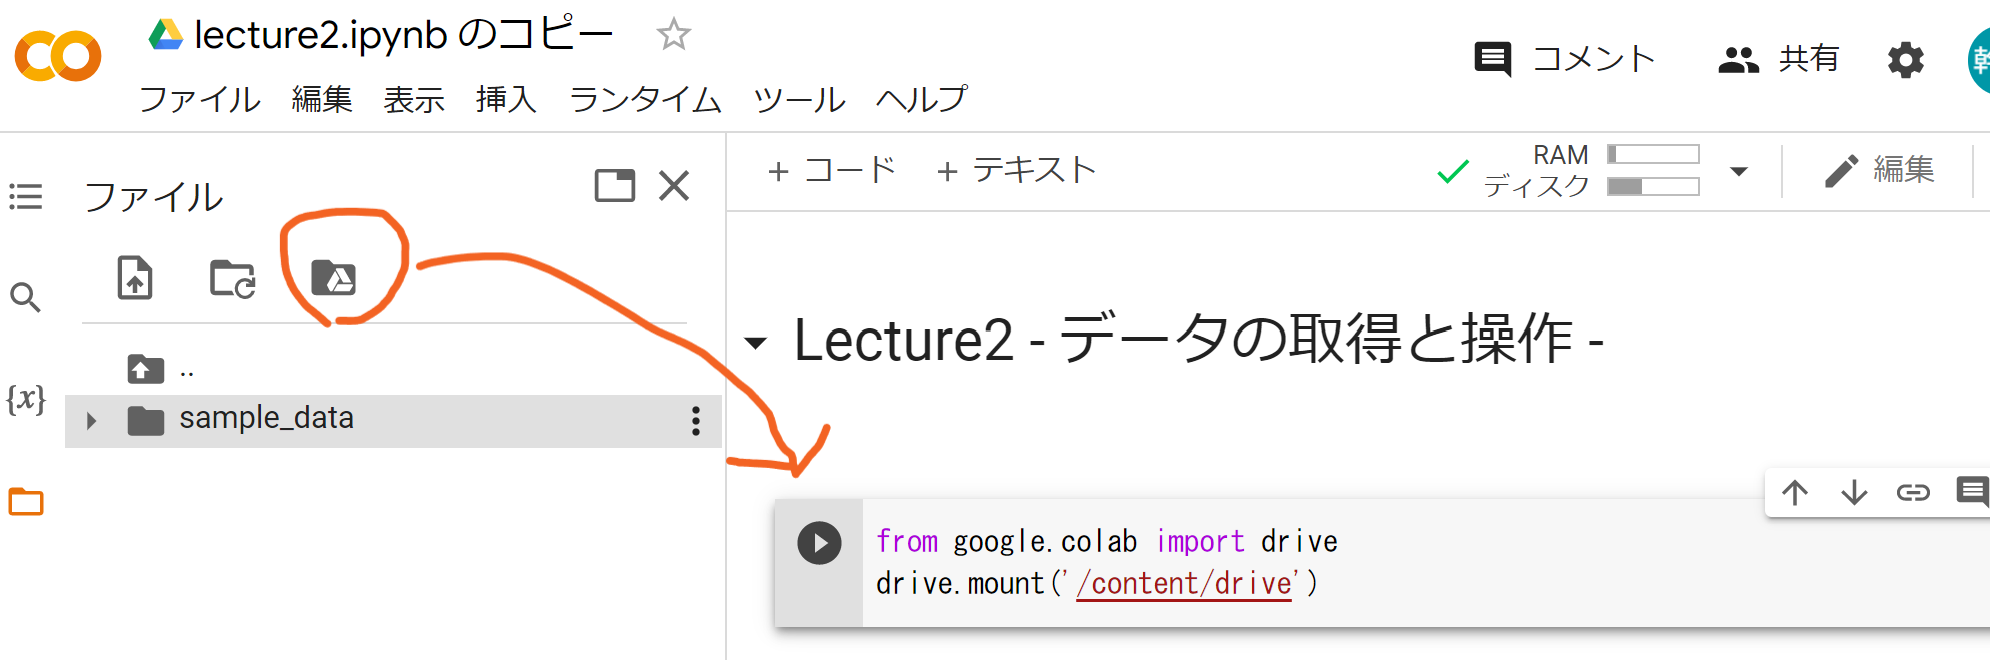 lecture2.ipynb のコピー
ファイル 編集 表示 挿入 ランタイム ツール ヘルプ
コメント 共有
幹
ファイル
+ コード + テキスト
RAM
ディスク
編集
..
sample_data
{x}
Lecture2 - データの取得と操作 -
from google.colab import drive
drive.mount('/content/drive')